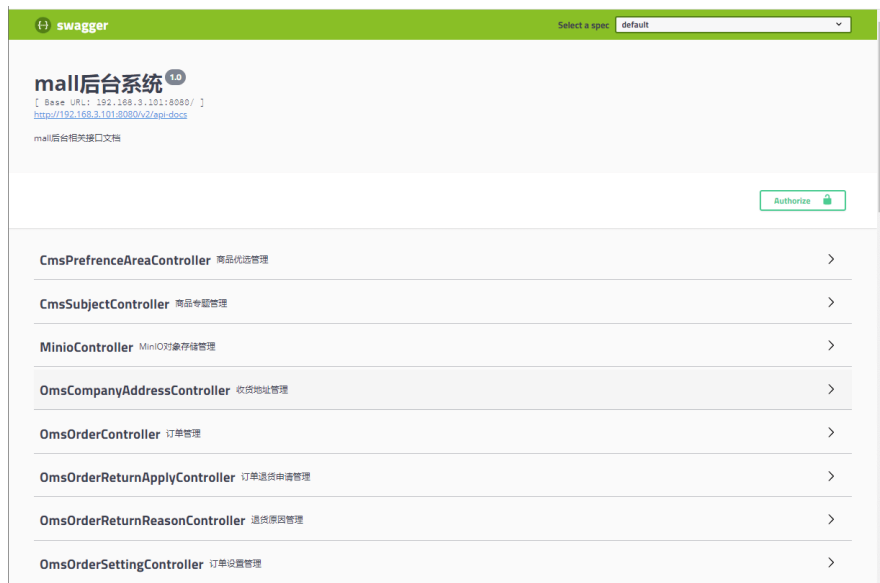 swagger
Select a spec default
mall后台系统 1.0
[ Base URL: 192.168.3.101:8080/ ]
http://192.168.3.101:8080/v2/api-docs
mall后台相关接口文档
Authorize
CmsPrefrenceAreaController 商品优选管理
CmsSubjectController 商品专题管理
MinioController MinIO对象存储管理
OmsCompanyAddressController 收货地址管理
OmsOrderController 订单管理
OmsOrderReturnApplyController 订单退货申请管理
OmsOrderReturnReasonController 退货原因管理
OmsOrderSettingController 订单设置管理